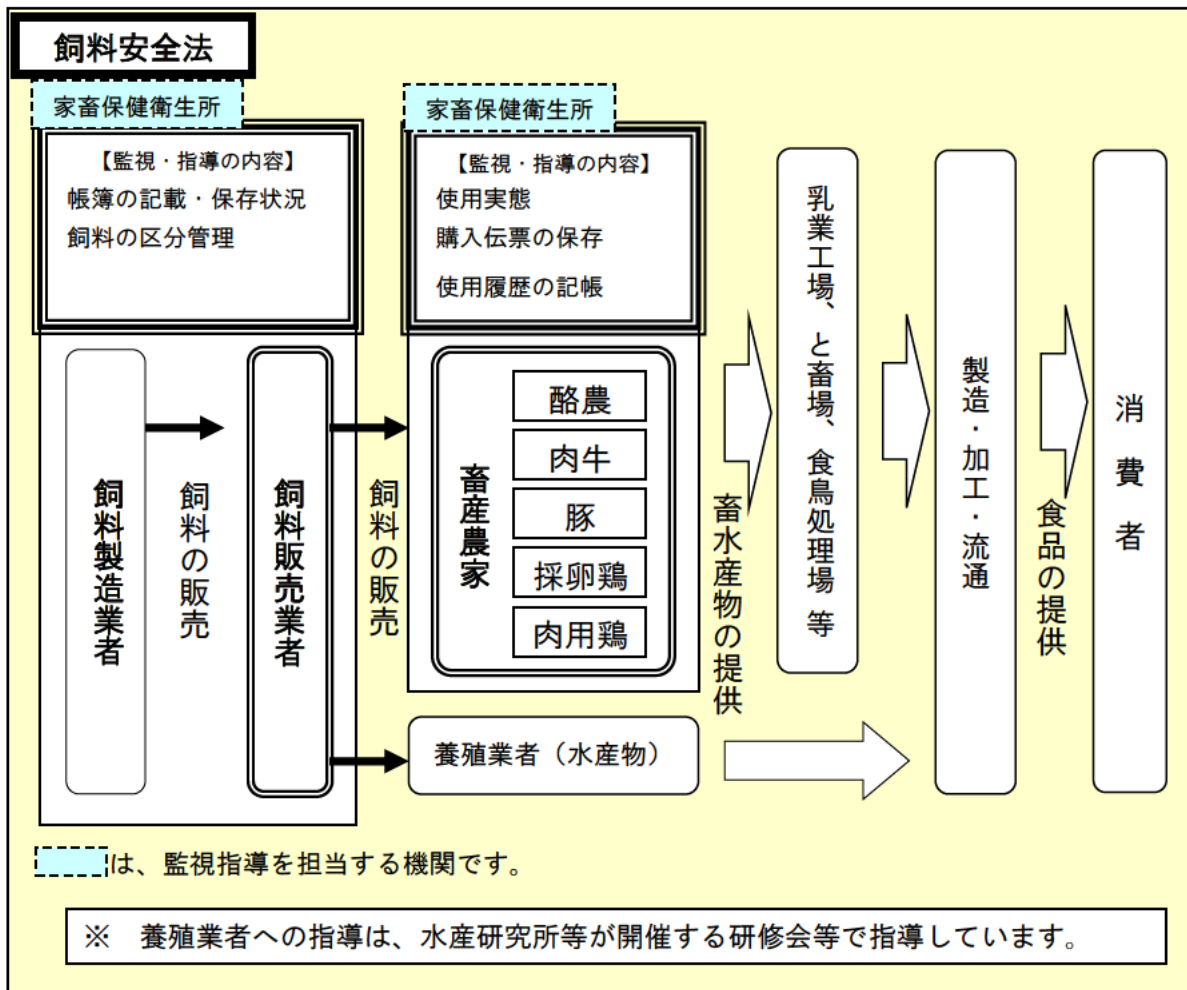 飼料安全法
家畜保健衛生所
【監視・指導の内容】
帳簿の記載・保存状況
飼料の区分管理
家畜保健衛生所
【監視・指導の内容】
使用実態
購入伝票の保存
使用履歴の記帳
飼料製造業者
飼料の販売
飼料販売業者
飼料の販売
畜産農家
酪農
肉牛
豚
採卵鶏
肉用鶏
養殖業者（水産物）
畜水産物の提供
乳業工場、と畜場、食鳥処理場 等
製造・加工・流通
食品の提供
消費者
は、監視指導を担当する機関です。
※　養殖業者への指導は、水産研究所等が開催する研修会等で指導しています。